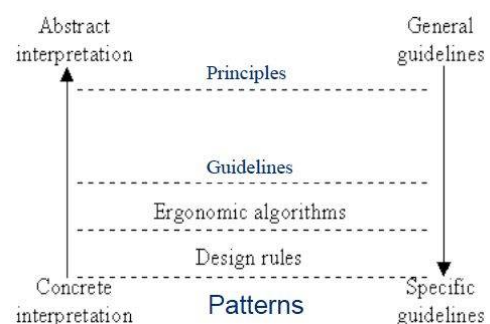 Abstract
interpretation
General
guidelines
Principles
Guidelines
Ergonomic algorithms
Design rules
Concrete
interpretation
Patterns
Specific
guidelines